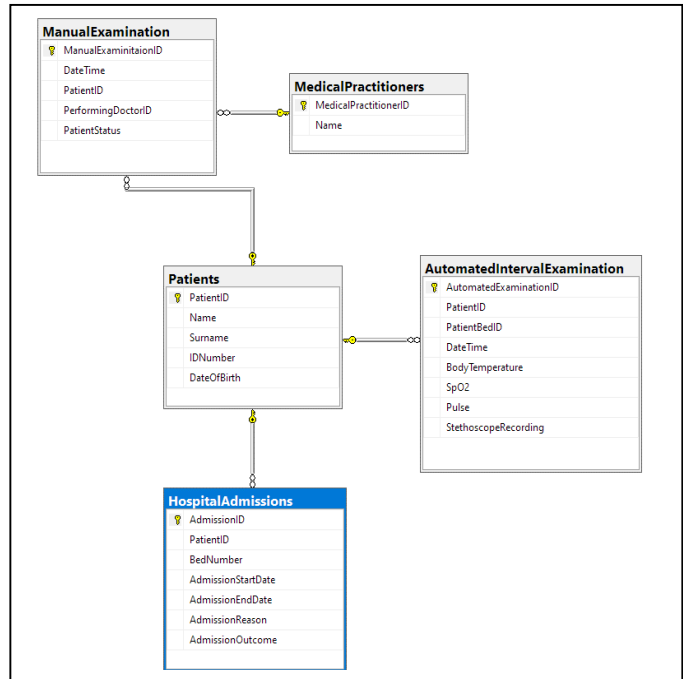 ManualExamination
ManualExaminitaionID
DateTime
PatientID
PerformingDoctorID
PatientStatus
MedicalPractitioners
MedicalPractitionerID
Name
Patients
PatientID
Name
Surname
IDNumber
DateOfBirth
AutomatedIntervalExamination
AutomatedExaminationID
PatientID
PatientBedID
DateTime
BodyTemperature
SpO2
Pulse
StethoscopeRecording
HospitalAdmissions
AdmissionID
PatientID
BedNumber
AdmissionStartDate
AdmissionEndDate
AdmissionReason
AdmissionOutcome